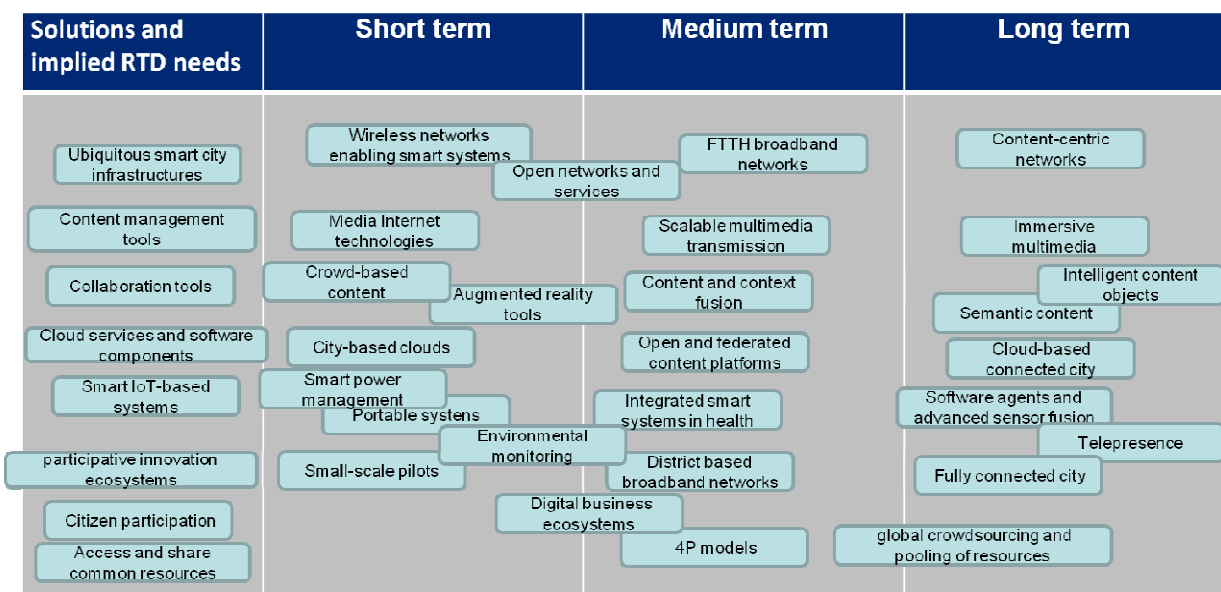 Solutions and
implied RTD needs
Short term
Medium term
Long term
Ubiquitous smart city
infrastructures
Wireless networks
enabling smart systems
Open networks and
services
FTTH broadband
networks
Content-centric
networks
Content management
tools
Media Internet
technologies
Scalable multimedia
transmission
Immersive
multimedia
Collaboration tools
Crowd-based
content
Augmented reality
tools
Content and context
fusion
Intelligent content
objects
Semantic content
Cloud services and software
components
City-based clouds
Open and federated
content platforms
Cloud-based
connected city
Smart IoT-based
systems
Smart power
management
Portable systens
Integrated smart
systems in health
Software agents and
advanced sensor fusion
Environmental
monitoring
Telepresence
participative innovation
ecosystems
Small-scale pilots
District based
broadband networks
Fully connected city
Citizen participation
Digital business
ecosystems
Access and share
common resources
4P models
global crowdsourcing and
pooling of resources